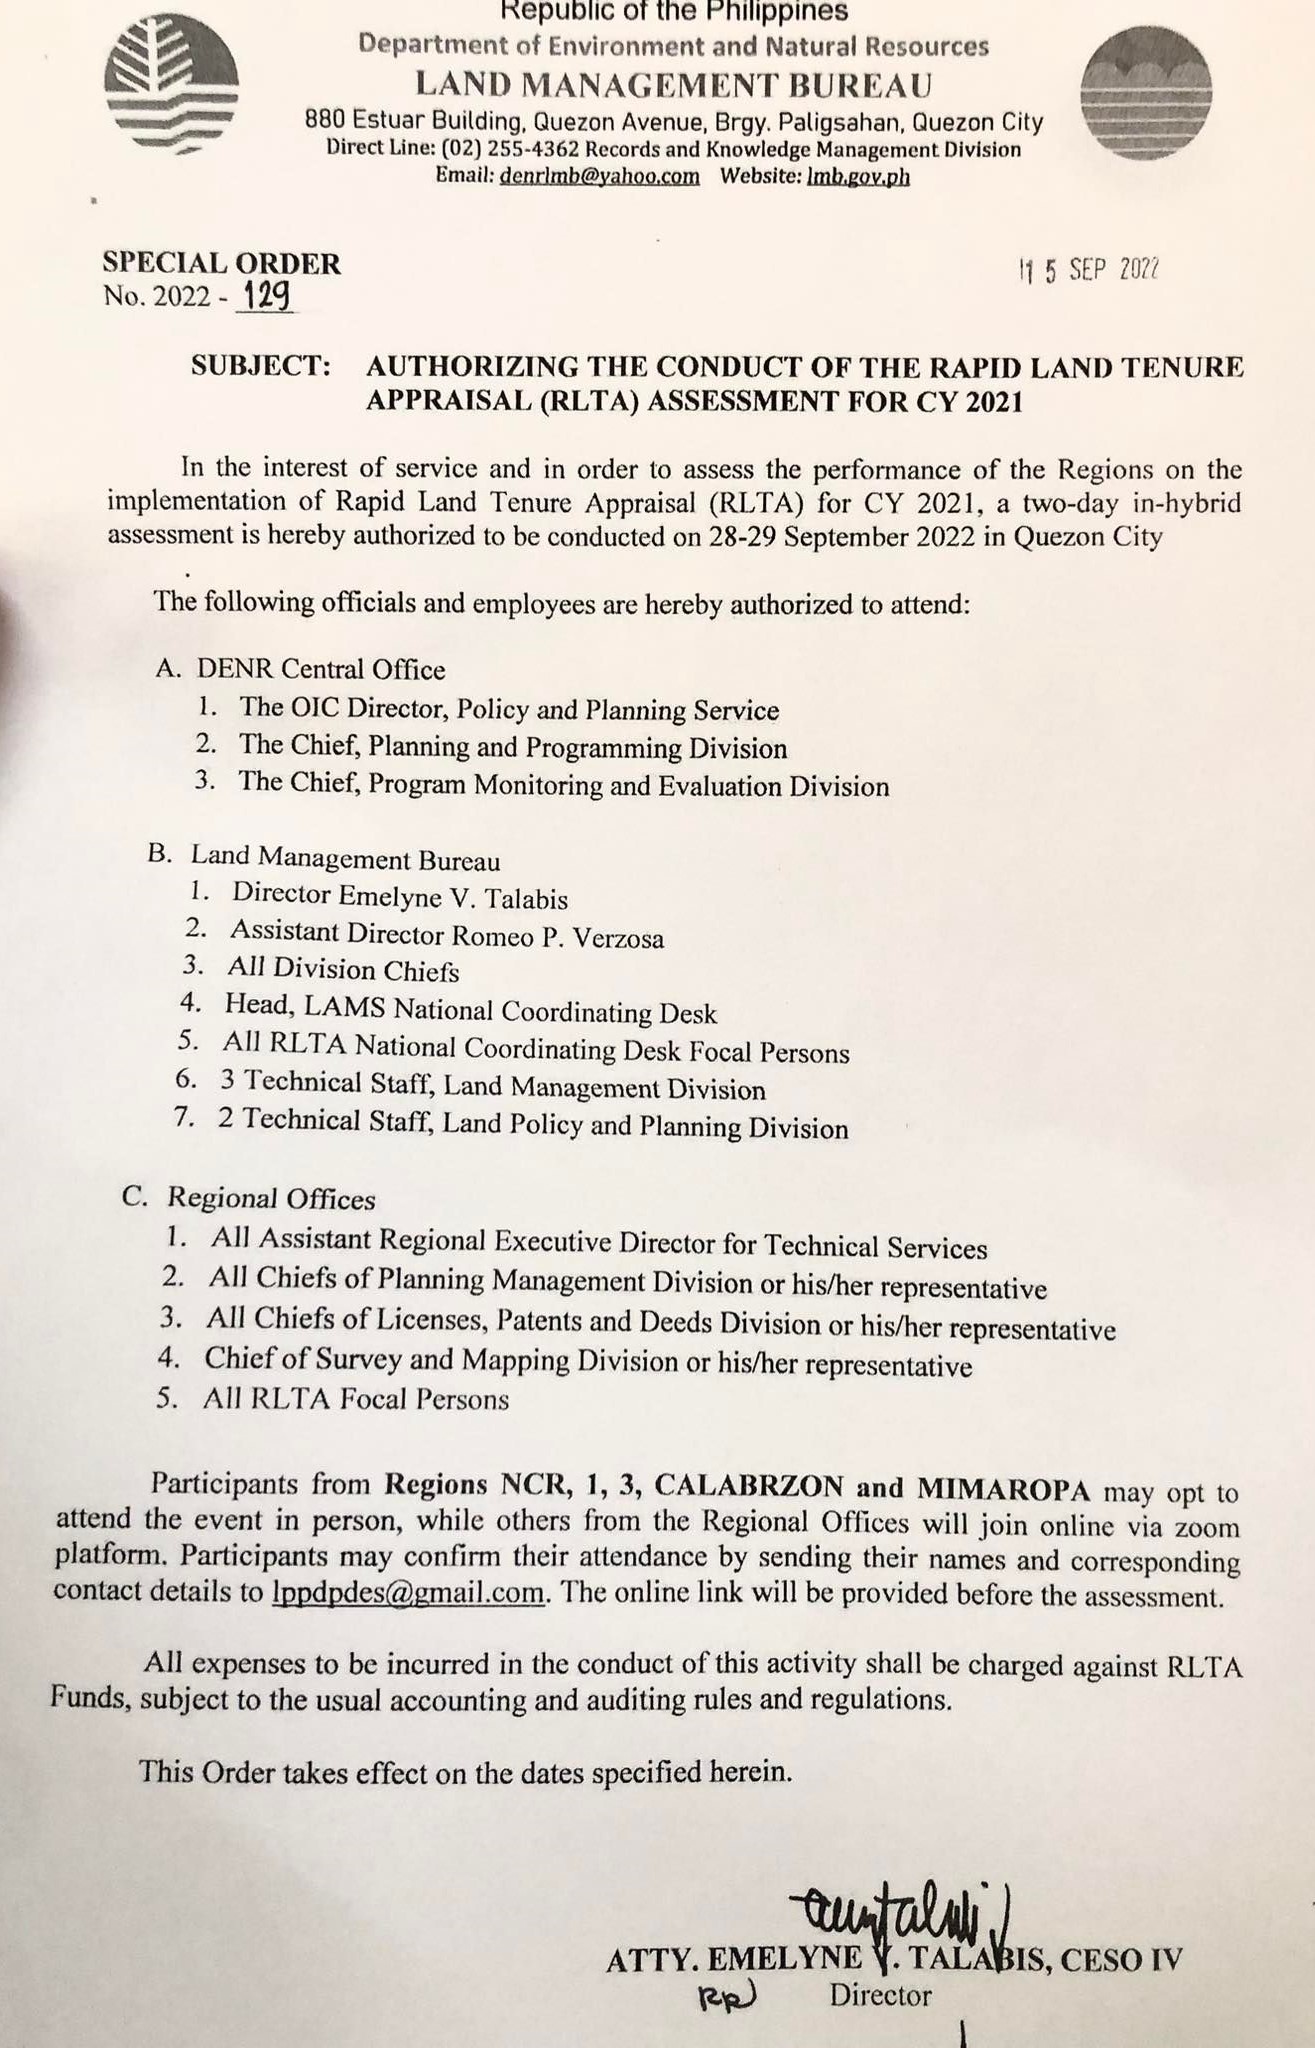 Republic of the Philippines
Department of Environment and Natural Resources
LAND MANAGEMENT BUREAU
880 Estuar Building, Quezon Avenue, Brgy. Paligsahan, Quezon City
Direct Line: (02) 255-4362 Records and Knowledge Management Division
Email: denrlmb@yahoo.com Website: lmb.gov.ph
SPECIAL ORDER
No. 2022 - 129
15 SEP 2022
SUBJECT: AUTHORIZING THE CONDUCT OF THE RAPID LAND TENURE
APPRAISAL (RLTA) ASSESSMENT FOR CY 2021
In the interest of service and in order to assess the performance of the Regions on the
implementation of Rapid Land Tenure Appraisal (RLTA) for CY 2021, a two-day in-hybrid
assessment is hereby authorized to be conducted on 28-29 September 2022 in Quezon City
The following officials and employees are hereby authorized to attend:
A. DENR Central Office
1. The OIC Director, Policy and Planning Service
2. The Chief, Planning and Programming Division
3. The Chief, Program Monitoring and Evaluation Division
B. Land Management Bureau
1. Director Emelyne V. Talabis
2. Assistant Director Romeo P. Verzosa
3. All Division Chiefs
4. Head, LAMS National Coordinating Desk
5. All RLTA National Coordinating Desk Focal Persons
6. 3 Technical Staff, Land Management Division
7. 2 Technical Staff, Land Policy and Planning Division
C. Regional Offices
1. All Assistant Regional Executive Director for Technical Services
2. All Chiefs of Planning Management Division or his/her representative
3. All Chiefs of Licenses, Patents and Deeds Division or his/her representative
4. Chief of Survey and Mapping Division or his/her representative
5. All RLTA Focal Persons
Participants from Regions NCR, 1, 3, CALABRZON and MIMAROPA may opt to
attend the event in person, while others from the Regional Offices will join online via zoom
platform. Participants may confirm their attendance by sending their names and corresponding
contact details to lppdpdes@gmail.com. The online link will be provided before the assessment.
All expenses to be incurred in the conduct of this activity shall be charged against RLTA
Funds, subject to the usual accounting and auditing rules and regulations.
This Order takes effect on the dates specified herein.
ATTY. EMELYNE V. TALABIS, CESO IV
Director